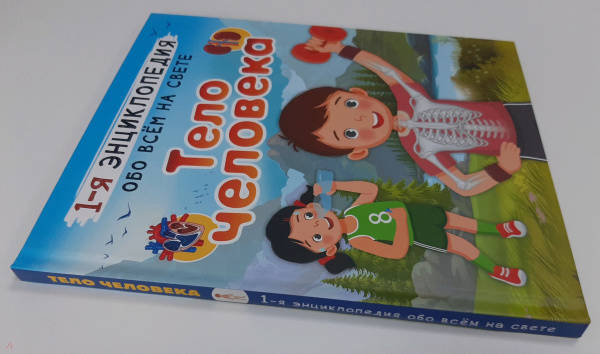 1-я ЭНЦИКЛОПЕДИЯ
ОБО ВСЁМ НА СВЕТЕ
Тело
человека
8
ТЕЛО ЧЕЛОВЕКА
1-я ЭНЦИКЛОПЕДИЯ ОБО ВСЁМ НА СВЕТЕ